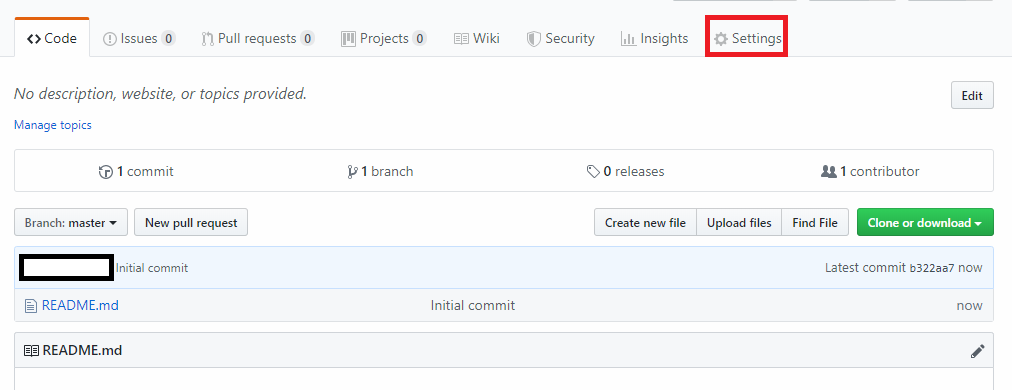 Code Issues 0 Pull requests 0 Projects 0 Wiki Security Insights Settings
No description, website, or topics provided. Edit
Manage topics
1 commit 1 branch 0 releases 1 contributor
Branch: master New pull request Create new file Upload files Find File Clone or download
Initial commit Latest commit b322aa7 now
README.md Initial commit now
README.md